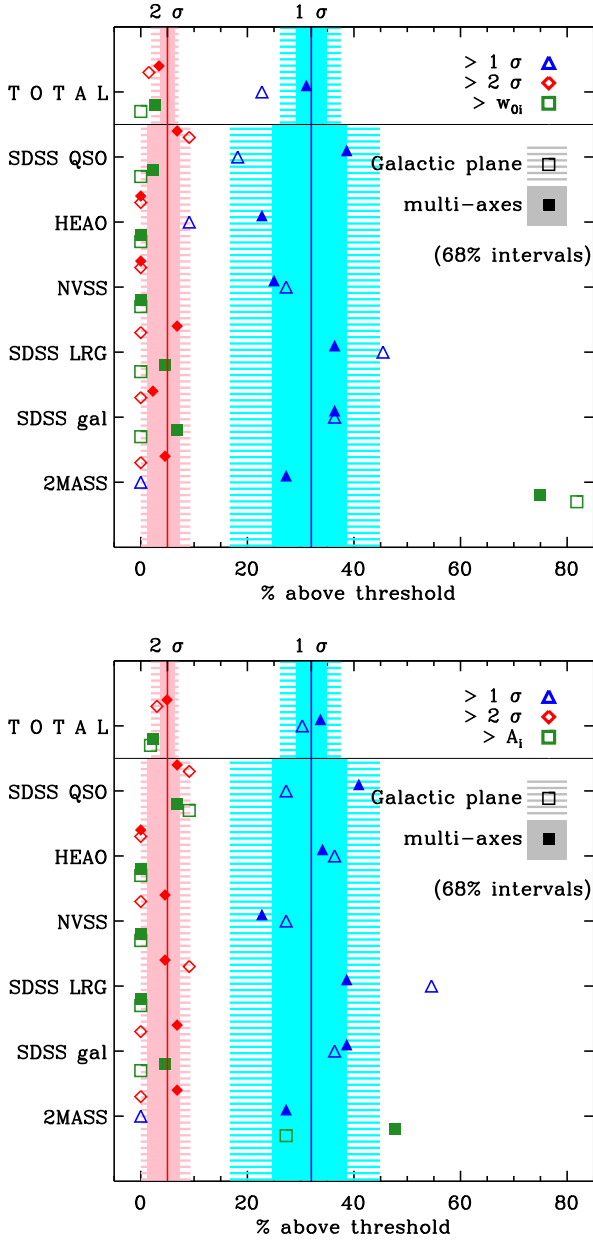 2 σ 1 σ
> 1 σ
> 2 σ
> w0i
T O T A L
SDSS QSO
Galactic plane
multi-axes
HEAO
(68% intervals)
NVSS
SDSS LRG
SDSS gal
2MASS
0 20 40 60 80
% above threshold
2 σ 1 σ
> 1 σ
> 2 σ
> Ai
T O T A L
SDSS QSO
Galactic plane
multi-axes
HEAO
(68% intervals)
NVSS
SDSS LRG
SDSS gal
2MASS
0 20 40 60 80
% above threshold